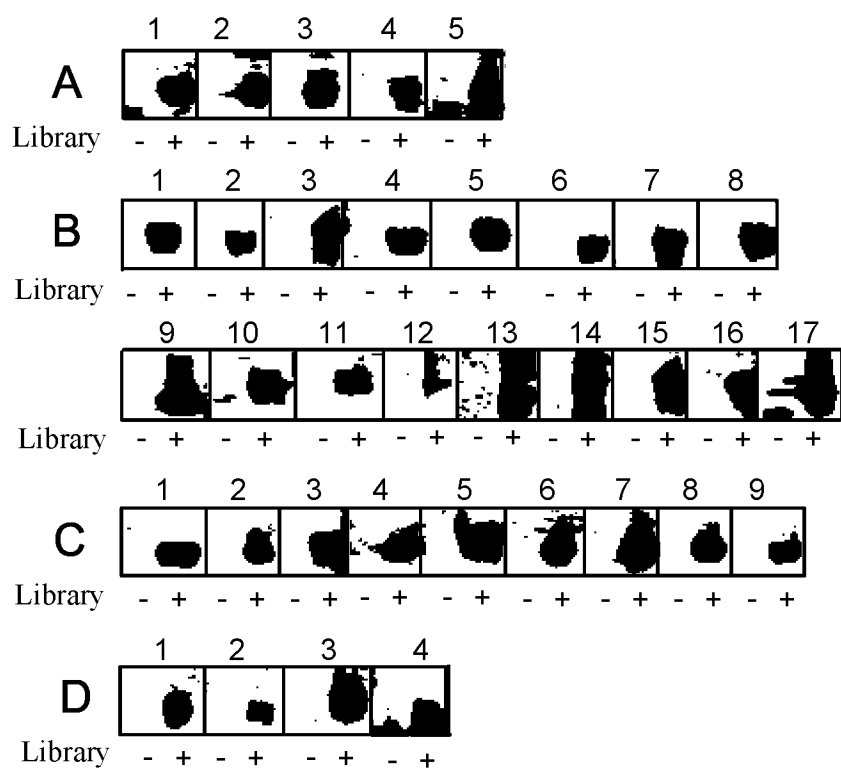 1 2 3 4 5
A
Library - + - + - + - + - +
1 2 3 4 5 6 7 8
B
Library - + - + - + - + - + - + - + - +
9 10 11 12 13 14 15 16 17
Library - + - + - + - + - + - + - + - + - +
1 2 3 4 5 6 7 8 9
C
Library - + - + - + - + - + - + - + - + - +
1 2 3 4
D
Library - + - + - + - +